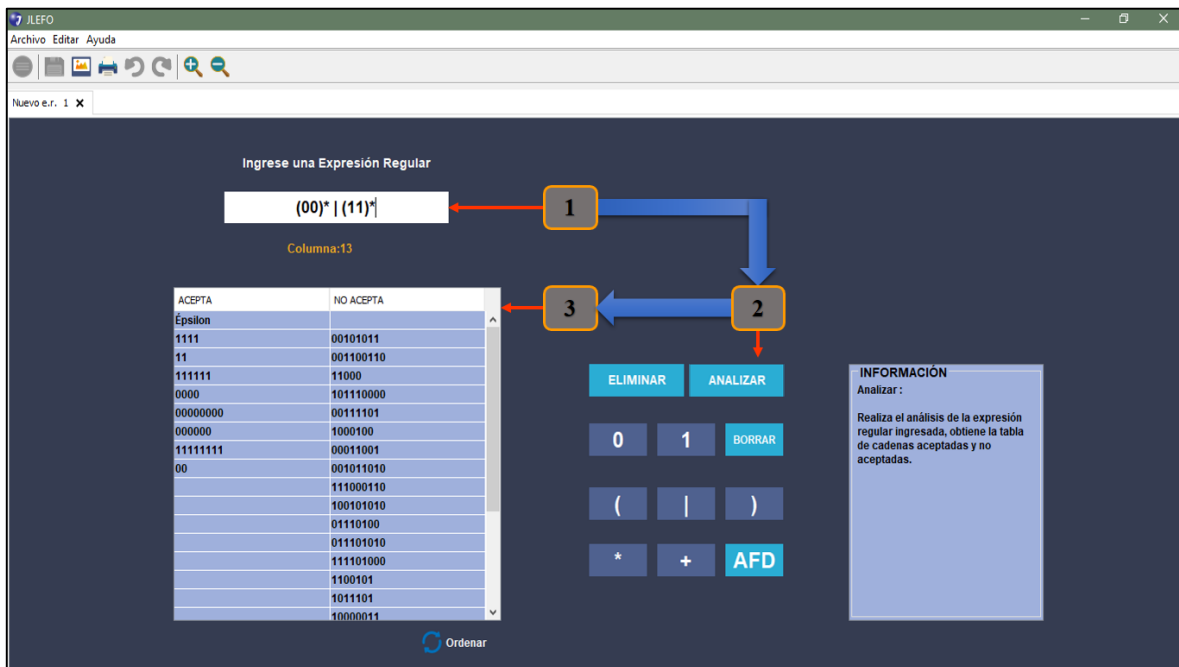 JLEFO
Archivo Editar Ayuda
Nuevo e.r. 1 X
Ingrese una Expresión Regular
(00)* | (11)*
1
Columna:13
3
2
ACEPTA NO ACEPTA
Épsilon
1111 00101011
11 001100110
111111 11000
0000 101110000
00000000 00111101
000000 1000100
11111111 00011001
00 001011010
111000110
100101010
01110100
011101010
111101000
1100101
1011101
10000011
Ordenar
ELIMINAR ANALIZAR
0 1 BORRAR
( | )
* + AFD
INFORMACIÓN
Analizar :
Realiza el análisis de la expresión
regular ingresada, obtiene la tabla
de cadenas aceptadas y no
aceptadas.